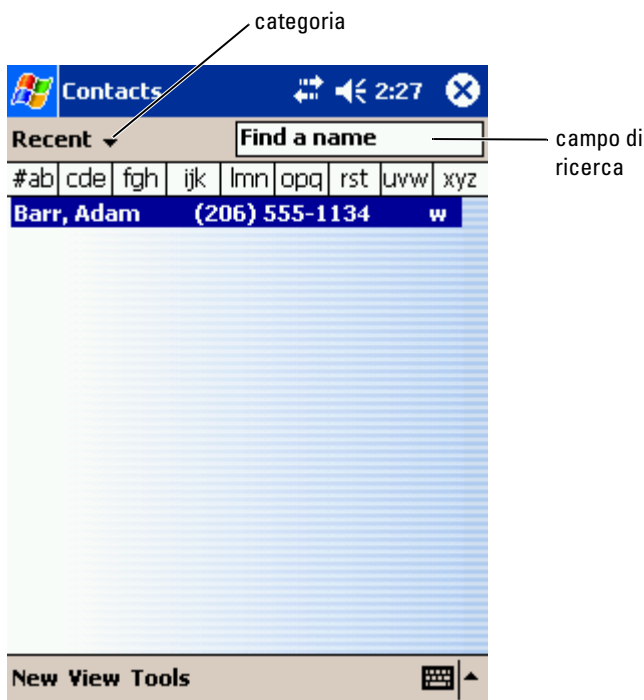 categoria
Contacts 2:27
Recent Find a name
campo di
ricerca
#ab cde fgh ijk lmn opq rst uvw xyz
Barr, Adam (206) 555-1134 w
New View Tools